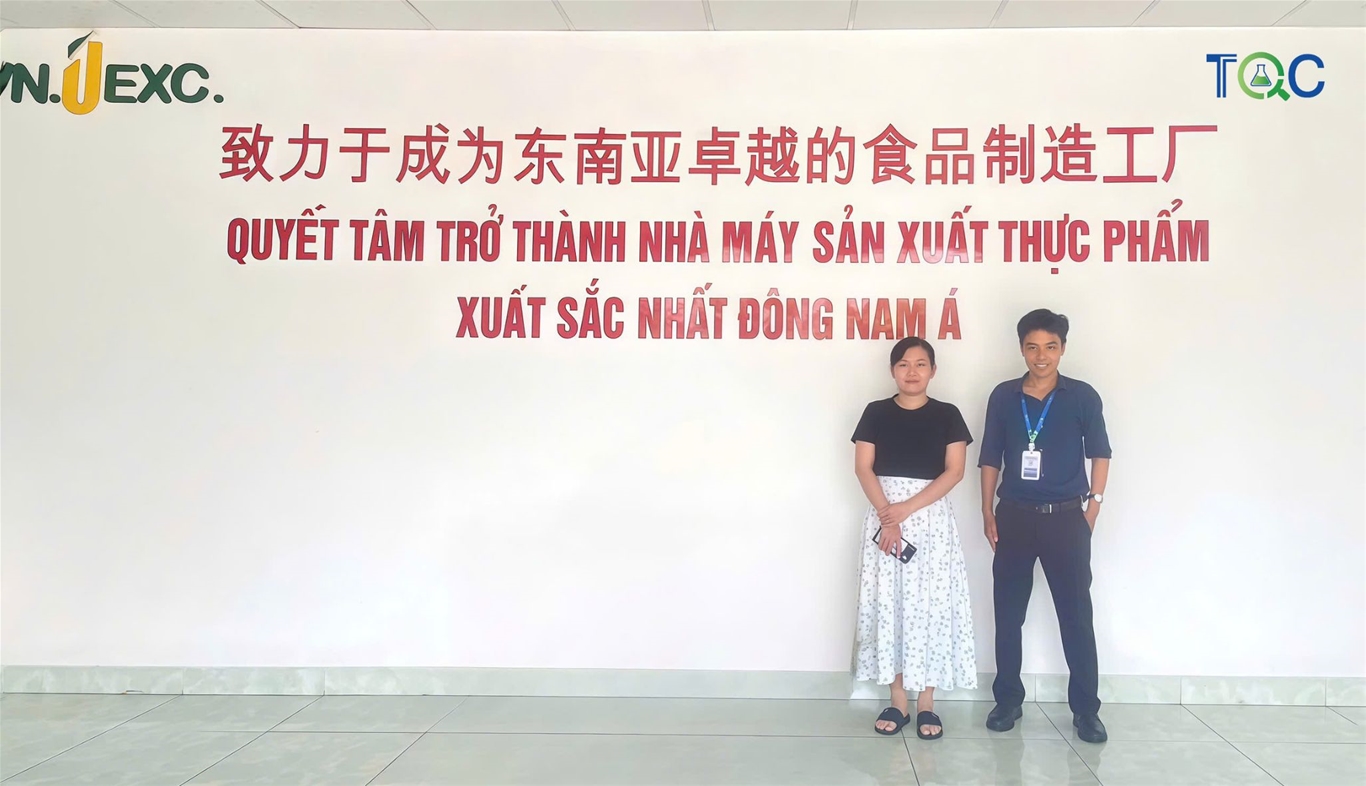 VN.UEXC.
TQC
致力于成为东南亚卓越的食品制造工厂
QUYẾT TÂM TRỞ THÀNH NHÀ MÁY SẢN XUẤT THỰC PHẨM
XUẤT SẮC NHẤT ĐÔNG NAM Á